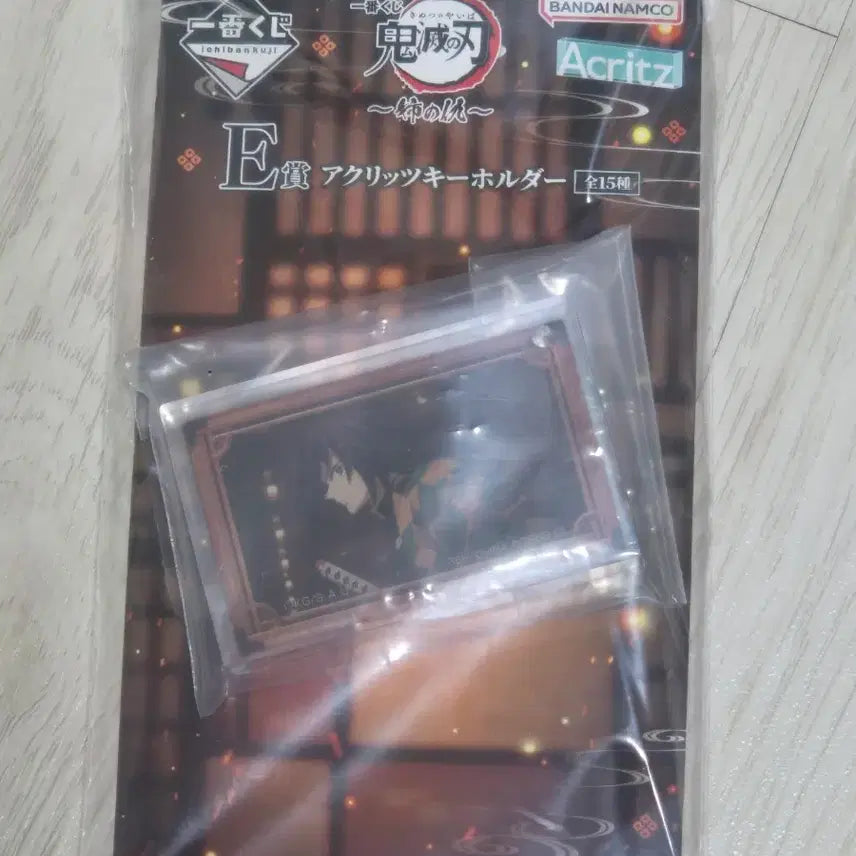 一番くじ
ichibankuji
一番くじ
きめつのやいば
鬼滅の刃
〜姉の仇〜
BANDAI NAMCO
Acritz
E賞 アクリッツキーホルダー 全15種